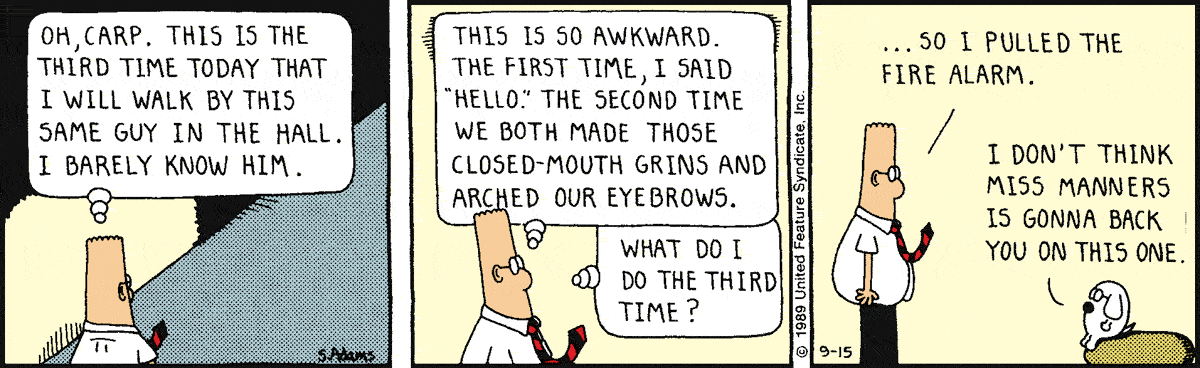 OH, CARP. THIS IS THE
THIRD TIME TODAY THAT
I WILL WALK BY THIS
SAME GUY IN THE HALL.
I BARELY KNOW HIM.
S.Adams
THIS IS SO AWKWARD.
THE FIRST TIME, I SAID
"HELLO." THE SECOND TIME
WE BOTH MADE THOSE
CLOSED-MOUTH GRINS AND
ARCHED OUR EYEBROWS.
WHAT DO I
DO THE THIRD
TIME?
© 1989 United Feature Syndicate, Inc.
...SO I PULLED THE
FIRE ALARM.
I DON'T THINK
MISS MANNERS
IS GONNA BACK
YOU ON THIS ONE.
9-15